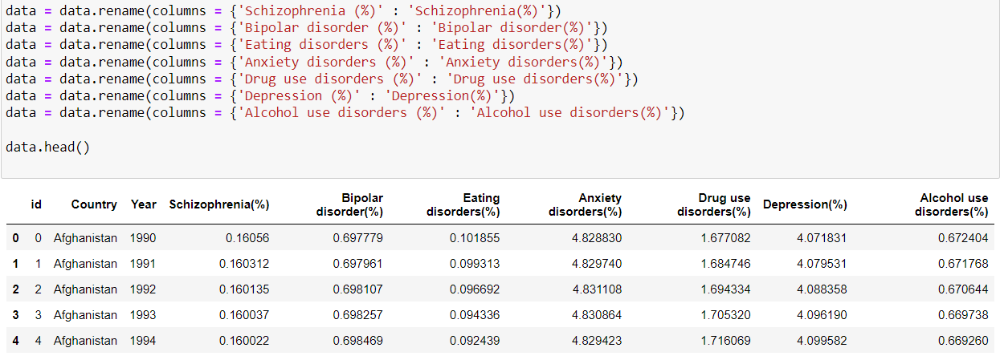 data = data.rename(columns = {'Schizophrenia (%)' : 'Schizophrenia(%)'})
data = data.rename(columns = {'Bipolar disorder (%)' : 'Bipolar disorder(%)'})
data = data.rename(columns = {'Eating disorders (%)' : 'Eating disorders(%)'})
data = data.rename(columns = {'Anxiety disorders (%)' : 'Anxiety disorders(%)'})
data = data.rename(columns = {'Drug use disorders (%)' : 'Drug use disorders(%)'})
data = data.rename(columns = {'Depression (%)' : 'Depression(%)'})
data = data.rename(columns = {'Alcohol use disorders (%)' : 'Alcohol use disorders(%)'})
data.head()
id Country Year Schizophrenia(%) Bipolar disorder(%) Eating disorders(%) Anxiety disorders(%) Drug use disorders(%) Depression(%) Alcohol use disorders(%)
0 0 Afghanistan 1990 0.16056 0.697779 0.101855 4.828830 1.677082 4.071831 0.672404
1 1 Afghanistan 1991 0.160312 0.697961 0.099313 4.829740 1.684746 4.079531 0.671768
2 2 Afghanistan 1992 0.160135 0.698107 0.096692 4.831108 1.694334 4.088358 0.670644
3 3 Afghanistan 1993 0.160037 0.698257 0.094336 4.830864 1.705320 4.096190 0.669738
4 4 Afghanistan 1994 0.160022 0.698469 0.092439 4.829423 1.716069 4.099582 0.669260